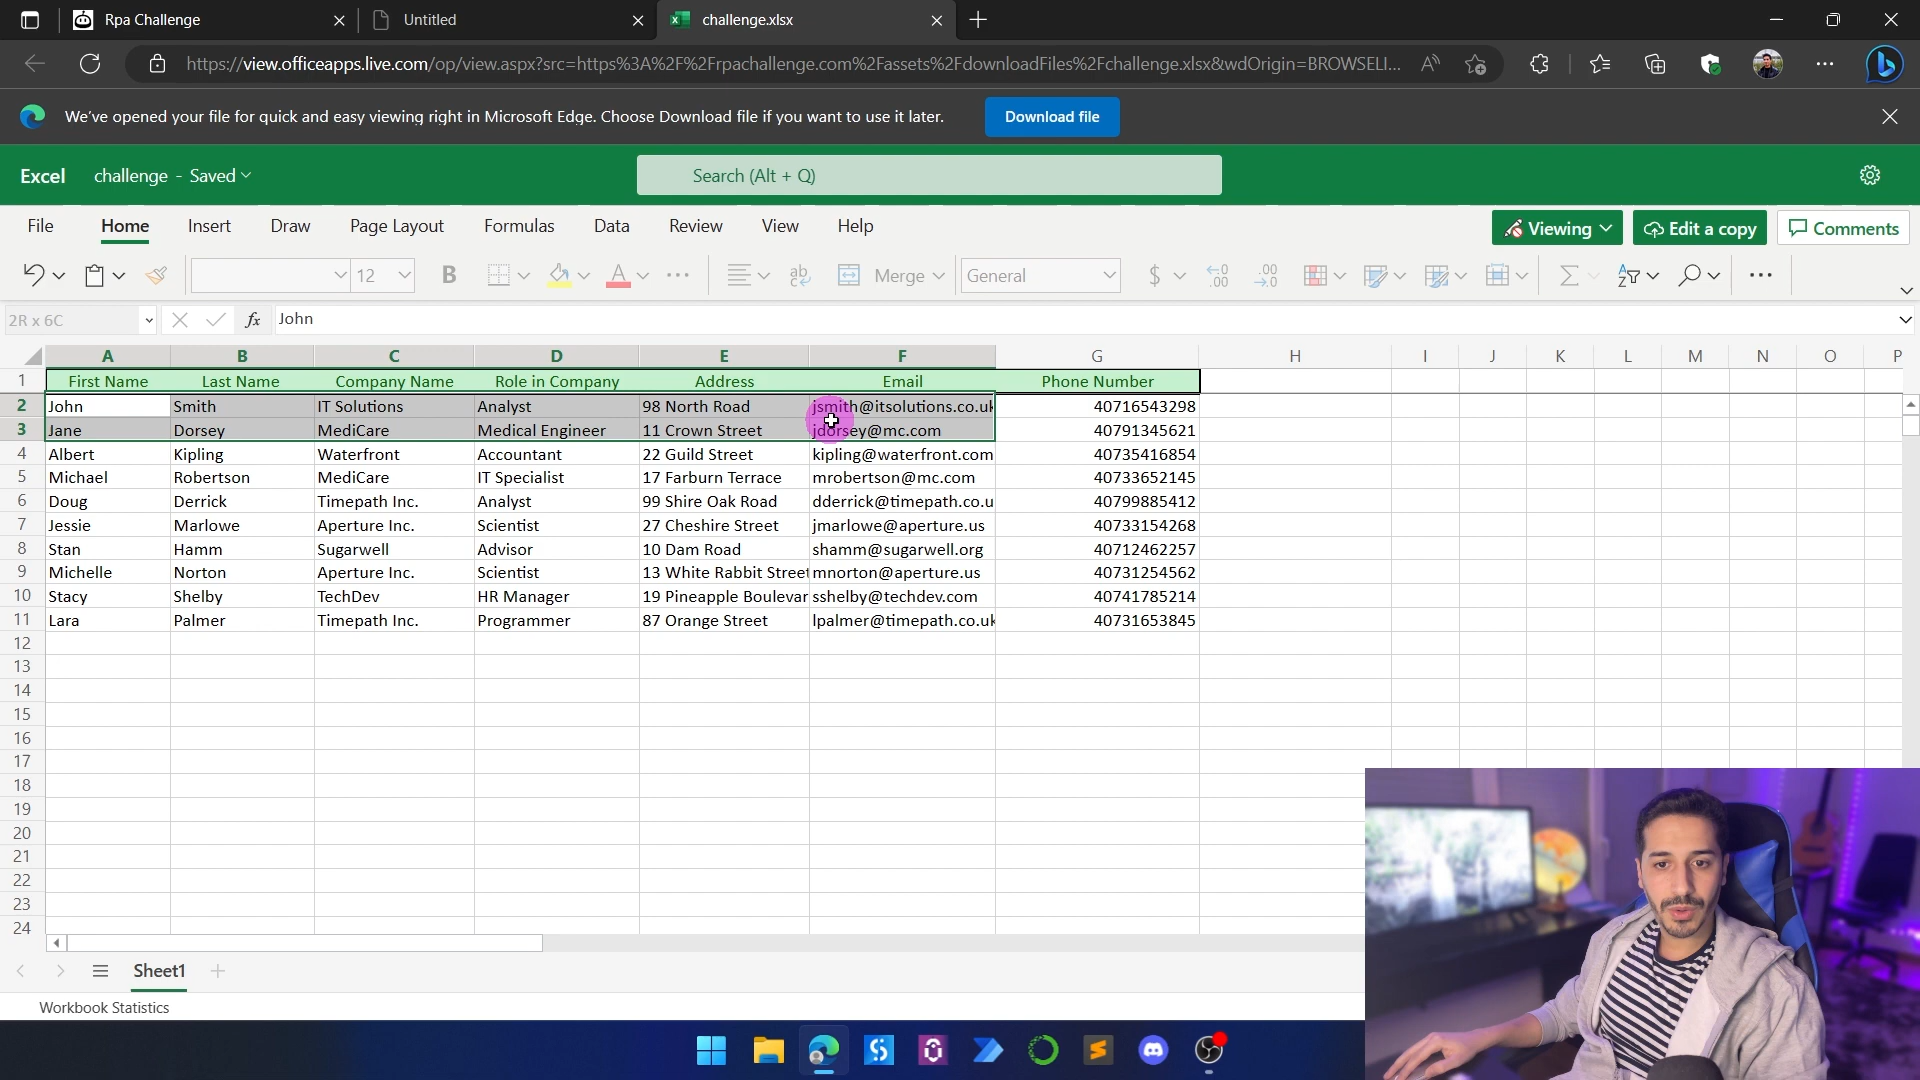 Rpa Challenge
Untitled
challenge.xlsx
https://view.officeapps.live.com/op/view.aspx?src=https%3A%2F%2Frpachallenge.com%2Fassets%2FdownloadFiles%2Fchallenge.xlsx&wdOrigin=BROWSELI...
We've opened your file for quick and easy viewing right in Microsoft Edge. Choose Download file if you want to use it later. Download file
Excel challenge - Saved Search (Alt + Q)
File Home Insert Draw Page Layout Formulas Data Review View Help Viewing Edit a copy Comments
12 B A ab Merge General $ .00 .00
2R x 6C fx John
A B C D E F G H I J K L M N O P
1 First Name Last Name Company Name Role in Company Address Email Phone Number
2 John Smith IT Solutions Analyst 98 North Road jsmith@itsolutions.co.uk 40716543298
3 Jane Dorsey MediCare Medical Engineer 11 Crown Street jdorsey@mc.com 40791345621
4 Albert Kipling Waterfront Accountant 22 Guild Street kipling@waterfront.com 40735416854
5 Michael Robertson MediCare IT Specialist 17 Farburn Terrace mrobertson@mc.com 40733652145
6 Doug Derrick Timepath Inc. Analyst 99 Shire Oak Road dderrick@timepath.co.u 40799885412
7 Jessie Marlowe Aperture Inc. Scientist 27 Cheshire Street jmarlowe@aperture.us 40733154268
8 Stan Hamm Sugarwell Advisor 10 Dam Road shamm@sugarwell.org 40712462257
9 Michelle Norton Aperture Inc. Scientist 13 White Rabbit Street mnorton@aperture.us 40731254562
10 Stacy Shelby TechDev HR Manager 19 Pineapple Boulevar sshelby@techdev.com 40741785214
11 Lara Palmer Timepath Inc. Programmer 87 Orange Street lpalmer@timepath.co.uk 40731653845
12
13
14
15
16
17
18
19
20
21
22
23
24
Sheet1
Workbook Statistics